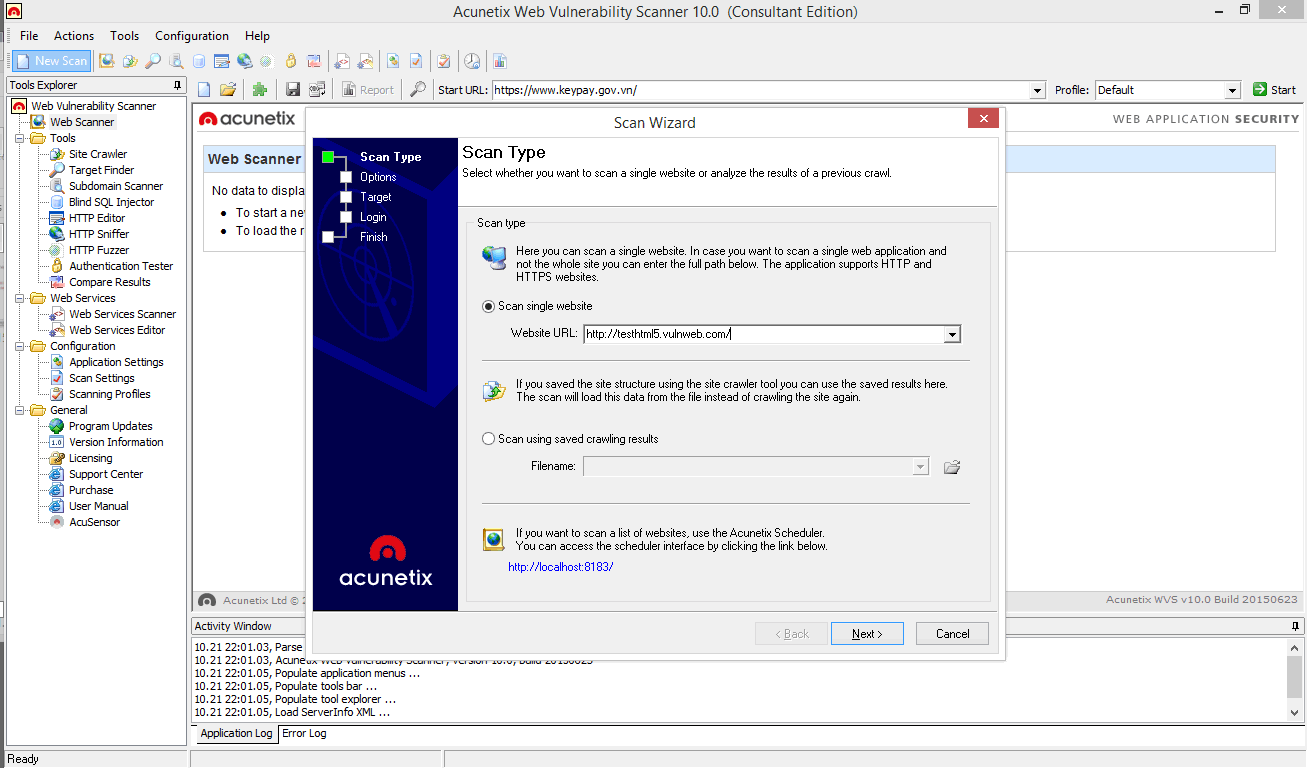 Acunetix Web Vulnerability Scanner 10.0 (Consultant Edition)
File Actions Tools Configuration Help
New Scan
Tools Explorer
Report
Start URL: https://www.keypay.gov.vn/
Profile: Default
Start
Web Vulnerability Scanner
Web Scanner
Tools
Site Crawler
Target Finder
Subdomain Scanner
Blind SQL Injector
HTTP Editor
HTTP Sniffer
HTTP Fuzzer
Authentication Tester
Compare Results
Web Services
Web Services Scanner
Web Services Editor
Configuration
Application Settings
Scan Settings
Scanning Profiles
General
Program Updates
1.0 Version Information
Licensing
Support Center
Purchase
User Manual
AcuSensor
acunetix
WEB APPLICATION SECURITY
Web Scanner
No data to displa
• To start a ne
• To load the r
Scan Wizard
Scan Type
Options
Target
Login
Finish
acunetix
Scan Type
Select whether you want to scan a single website or analyze the results of a previous crawl.
Scan type
Here you can scan a single website. In case you want to scan a single web application and
not the whole site you can enter the full path below. The application supports HTTP and
HTTPS websites.
Scan single website
Website URL: http://testhtml5.vulnweb.com/
If you saved the site structure using the site crawler tool you can use the saved results here.
The scan will load this data from the file instead of crawling the site again.
Scan using saved crawling results
Filename:
If you want to scan a list of websites, use the Acunetix Scheduler.
You can access the scheduler interface by clicking the link below.
http://localhost:8183/
< Back Next > Cancel
Acunetix Ltd ©
Acunetix WVS v10.0 Build 20150623
Activity Window
10.21 22:01.03, Parse
10.21 22:01.03, Acunetix Web Vulnerability Scanner, version 10.0, build 20150623
10.21 22:01.05, Populate application menus ...
10.21 22:01.05, Populate tools bar ...
10.21 22:01.05, Populate tool explorer ...
10.21 22:01.05, Load ServerInfo XML ...
Application Log Error Log
Ready